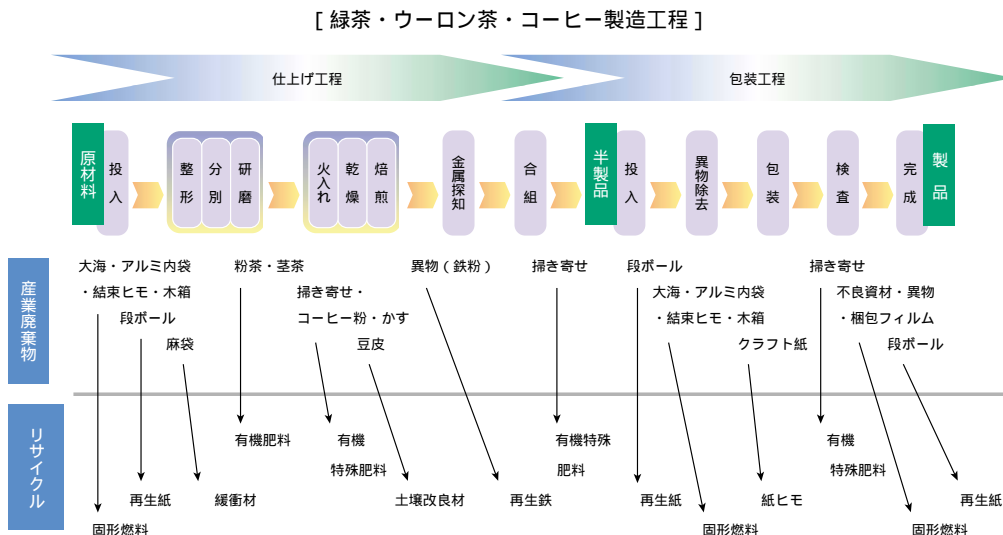 [ 緑茶・ウーロン茶・コーヒー製造工程 ]
仕上げ工程
包装工程
原材料
投入
整形
分別
研磨
火入れ
乾燥
焙煎
金属探知
合組
半製品
投入
異物除去
包装
検査
完成
製品
産業廃棄物
大海・アルミ内袋
・結束ヒモ・木箱
段ボール
麻袋
粉茶・茎茶
掃き寄せ・
コーヒー粉・かす
豆皮
異物（鉄粉）
掃き寄せ
段ボール
大海・アルミ内袋
・結束ヒモ・木箱
クラフト紙
掃き寄せ
不良資材・異物
・梱包フィルム
段ボール
リサイクル
固形燃料
再生紙
緩衝材
有機肥料
有機
特殊肥料
土壌改良材
再生鉄
有機特殊
肥料
再生紙
固形燃料
紙ヒモ
有機
特殊肥料
固形燃料
再生紙